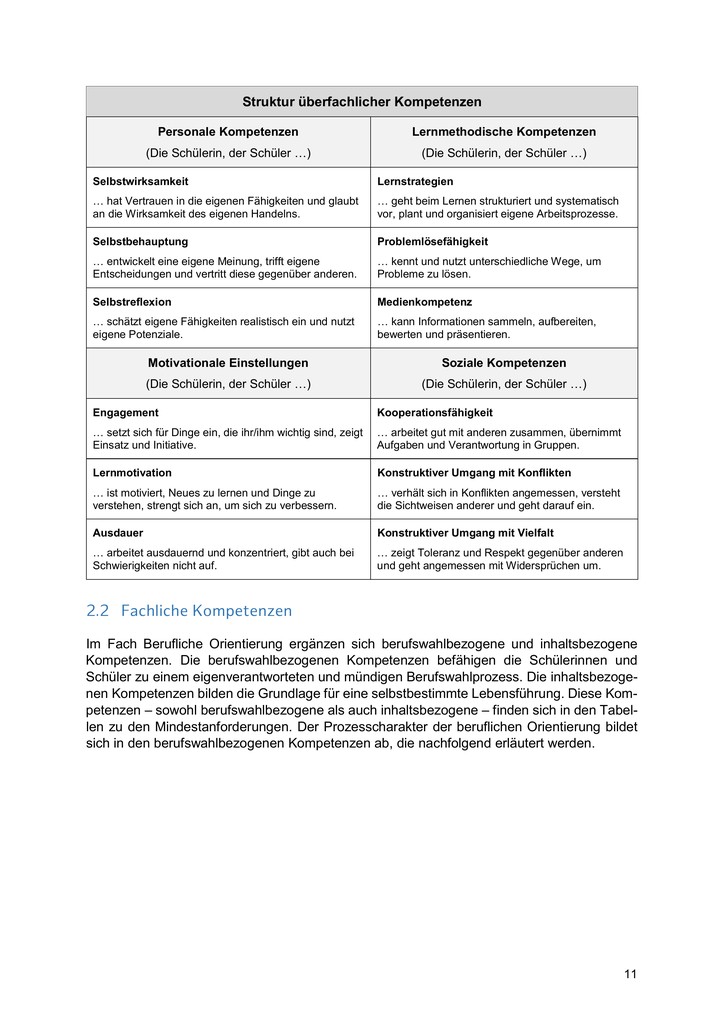 Struktur überfachlicher Kompetenzen
Personale Kompetenzen
(Die Schülerin, der Schüler …)
Lernmethodische Kompetenzen
(Die Schülerin, der Schüler …)
Selbstwirksamkeit
… hat Vertrauen in die eigenen Fähigkeiten und glaubt
an die Wirksamkeit des eigenen Handelns.
Lernstrategien
… geht beim Lernen strukturiert und systematisch
vor, plant und organisiert eigene Arbeitsprozesse.
Selbstbehauptung
… entwickelt eine eigene Meinung, trifft eigene
Entscheidungen und vertritt diese gegenüber anderen.
Problemlösefähigkeit
… kennt und nutzt unterschiedliche Wege, um
Probleme zu lösen.
Selbstreflexion
… schätzt eigene Fähigkeiten realistisch ein und nutzt
eigene Potenziale.
Medienkompetenz
… kann Informationen sammeln, aufbereiten,
bewerten und präsentieren.
Motivationale Einstellungen
(Die Schülerin, der Schüler …)
Soziale Kompetenzen
(Die Schülerin, der Schüler …)
Engagement
… setzt sich für Dinge ein, die ihr/ihm wichtig sind, zeigt
Einsatz und Initiative.
Kooperationsfähigkeit
… arbeitet gut mit anderen zusammen, übernimmt
Aufgaben und Verantwortung in Gruppen.
Lernmotivation
… ist motiviert, Neues zu lernen und Dinge zu
verstehen, strengt sich an, um sich zu verbessern.
Konstruktiver Umgang mit Konflikten
… verhält sich in Konflikten angemessen, versteht
die Sichtweisen anderer und geht darauf ein.
Ausdauer
… arbeitet ausdauernd und konzentriert, gibt auch bei
Schwierigkeiten nicht auf.
Konstruktiver Umgang mit Vielfalt
… zeigt Toleranz und Respekt gegenüber anderen
und geht angemessen mit Widersprüchen um.
2.2 Fachliche Kompetenzen
Im Fach Berufliche Orientierung ergänzen sich berufswahlbezogene und inhaltsbezogene
Kompetenzen. Die berufswahlbezogenen Kompetenzen befähigen die Schülerinnen und
Schüler zu einem eigenverantworteten und mündigen Berufswahlprozess. Die inhaltsbezoge-
nen Kompetenzen bilden die Grundlage für eine selbstbestimmte Lebensführung. Diese Kom-
petenzen – sowohl berufswahlbezogene als auch inhaltsbezogene – finden sich in den Tabel-
len zu den Mindestanforderungen. Der Prozesscharakter der beruflichen Orientierung bildet
sich in den berufswahlbezogenen Kompetenzen ab, die nachfolgend erläutert werden.
11